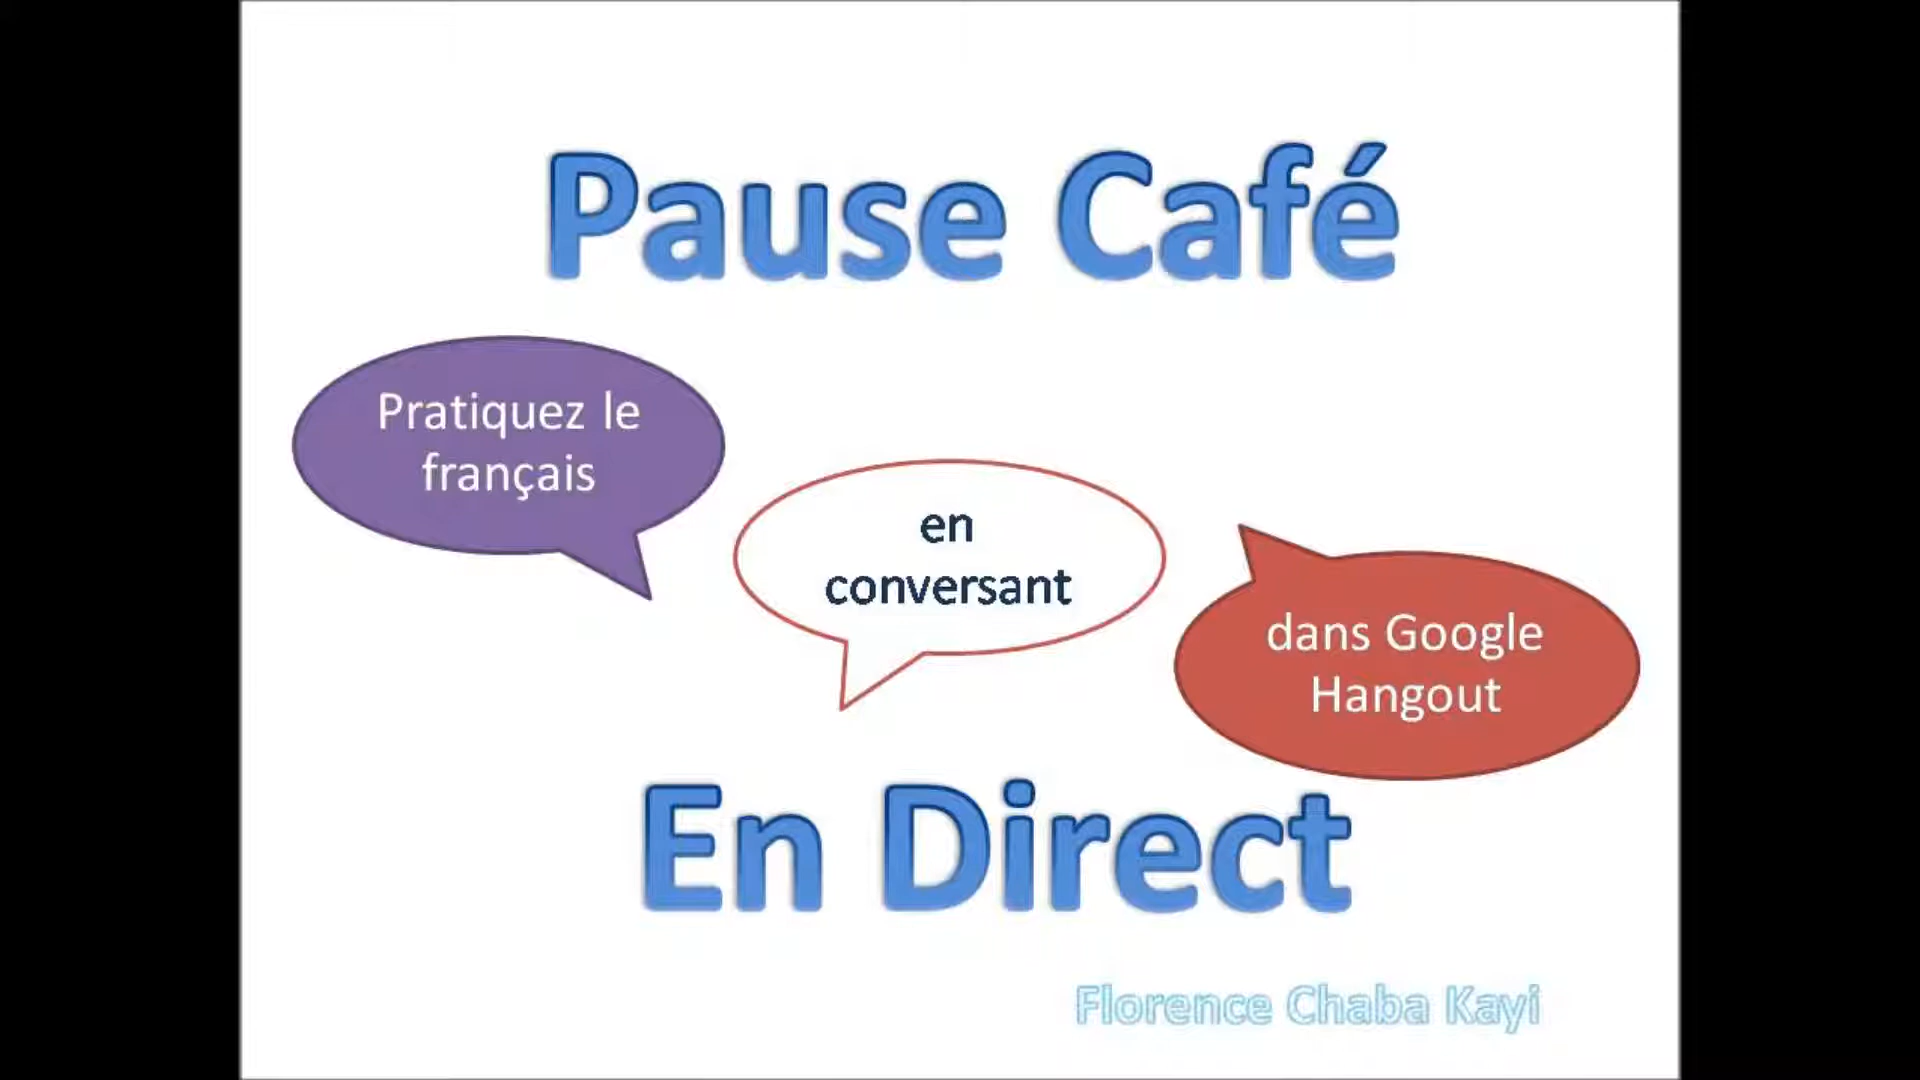 Pause Café
Pratiquez le
français
en
conversant
dans Google
Hangout
En Direct
Florence Chaba Kayi